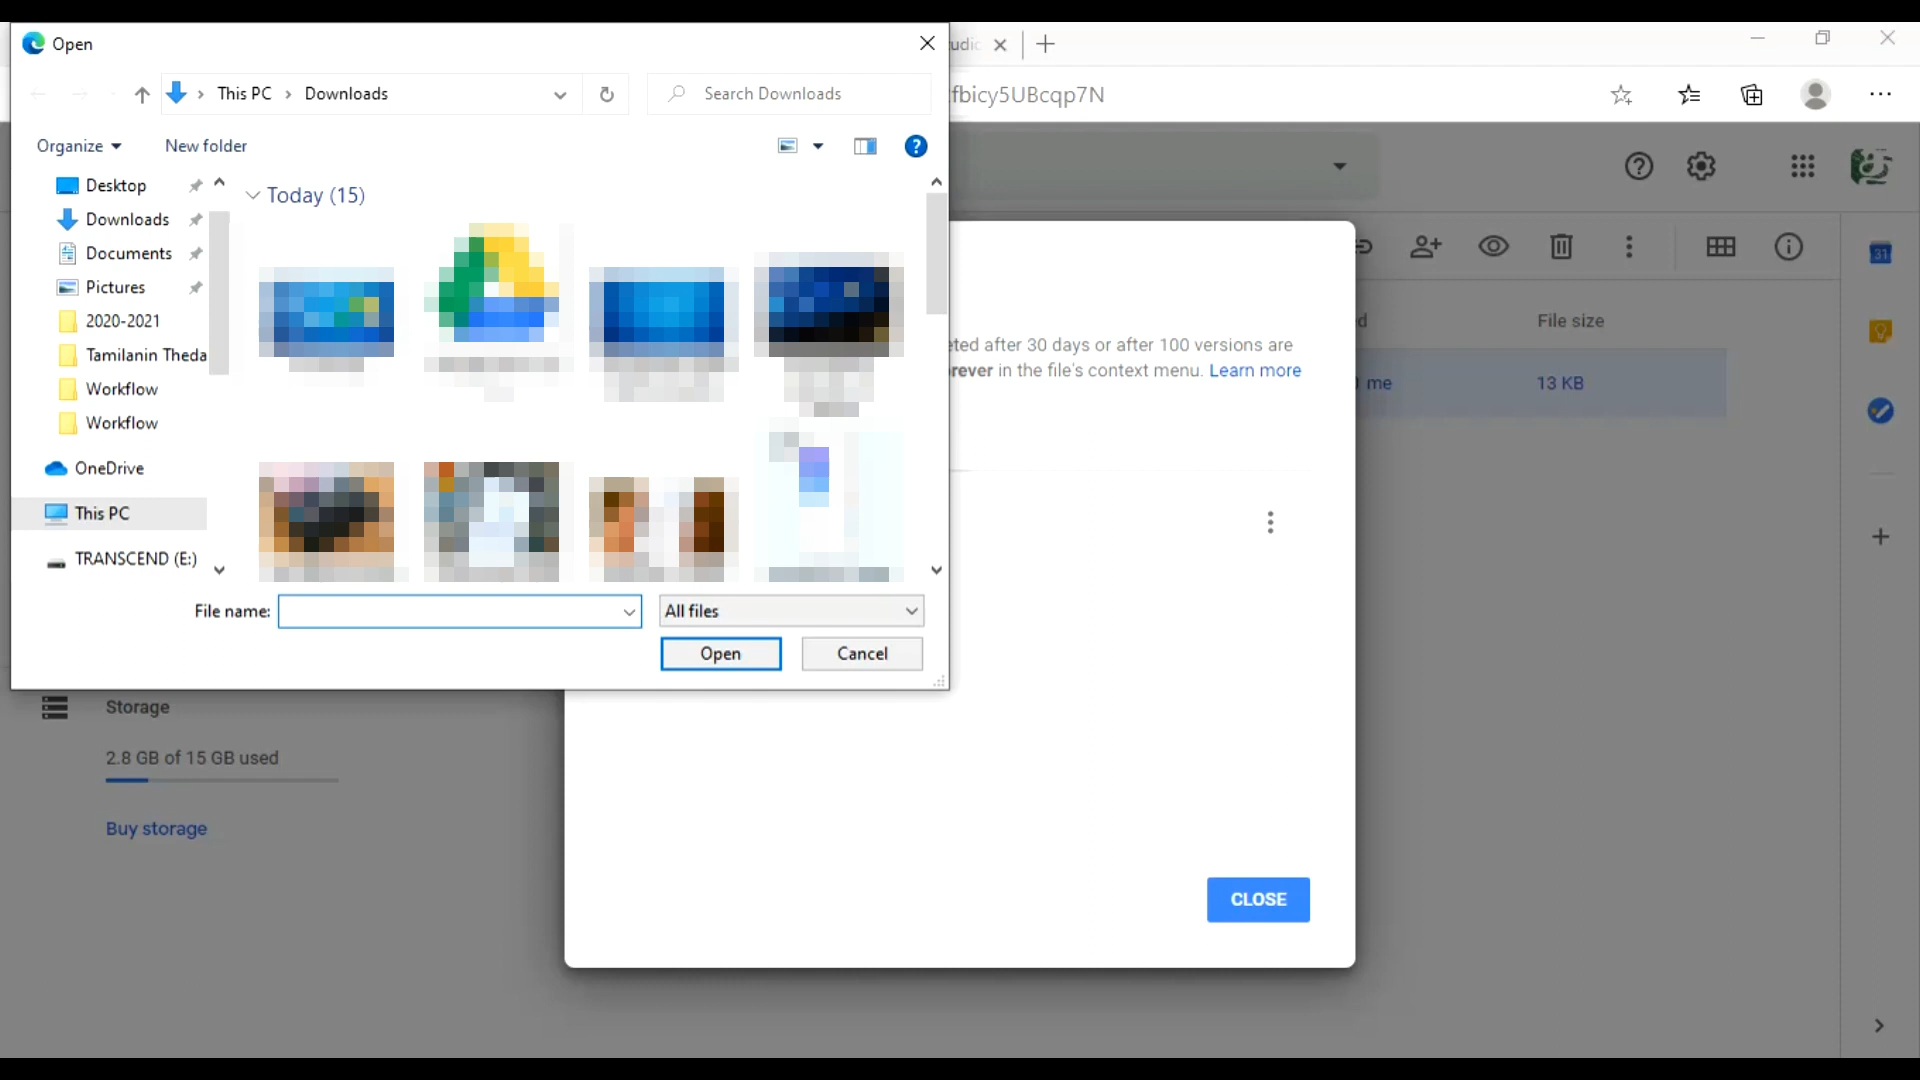 Open
udic
This PC > Downloads
Search Downloads
fbicy5UBcqp7N
Organize
New folder
Desktop
Downloads
Documents
Pictures
2020-2021
Tamilanin Theda
Workflow
Workflow
OneDrive
This PC
TRANSCEND (E:)
Today (15)
File name:
All files
Open
Cancel
d
File size
eted after 30 days or after 100 versions are
rever in the file's context menu. Learn more
me
13 KB
31
Storage
2.8 GB of 15 GB used
Buy storage
CLOSE